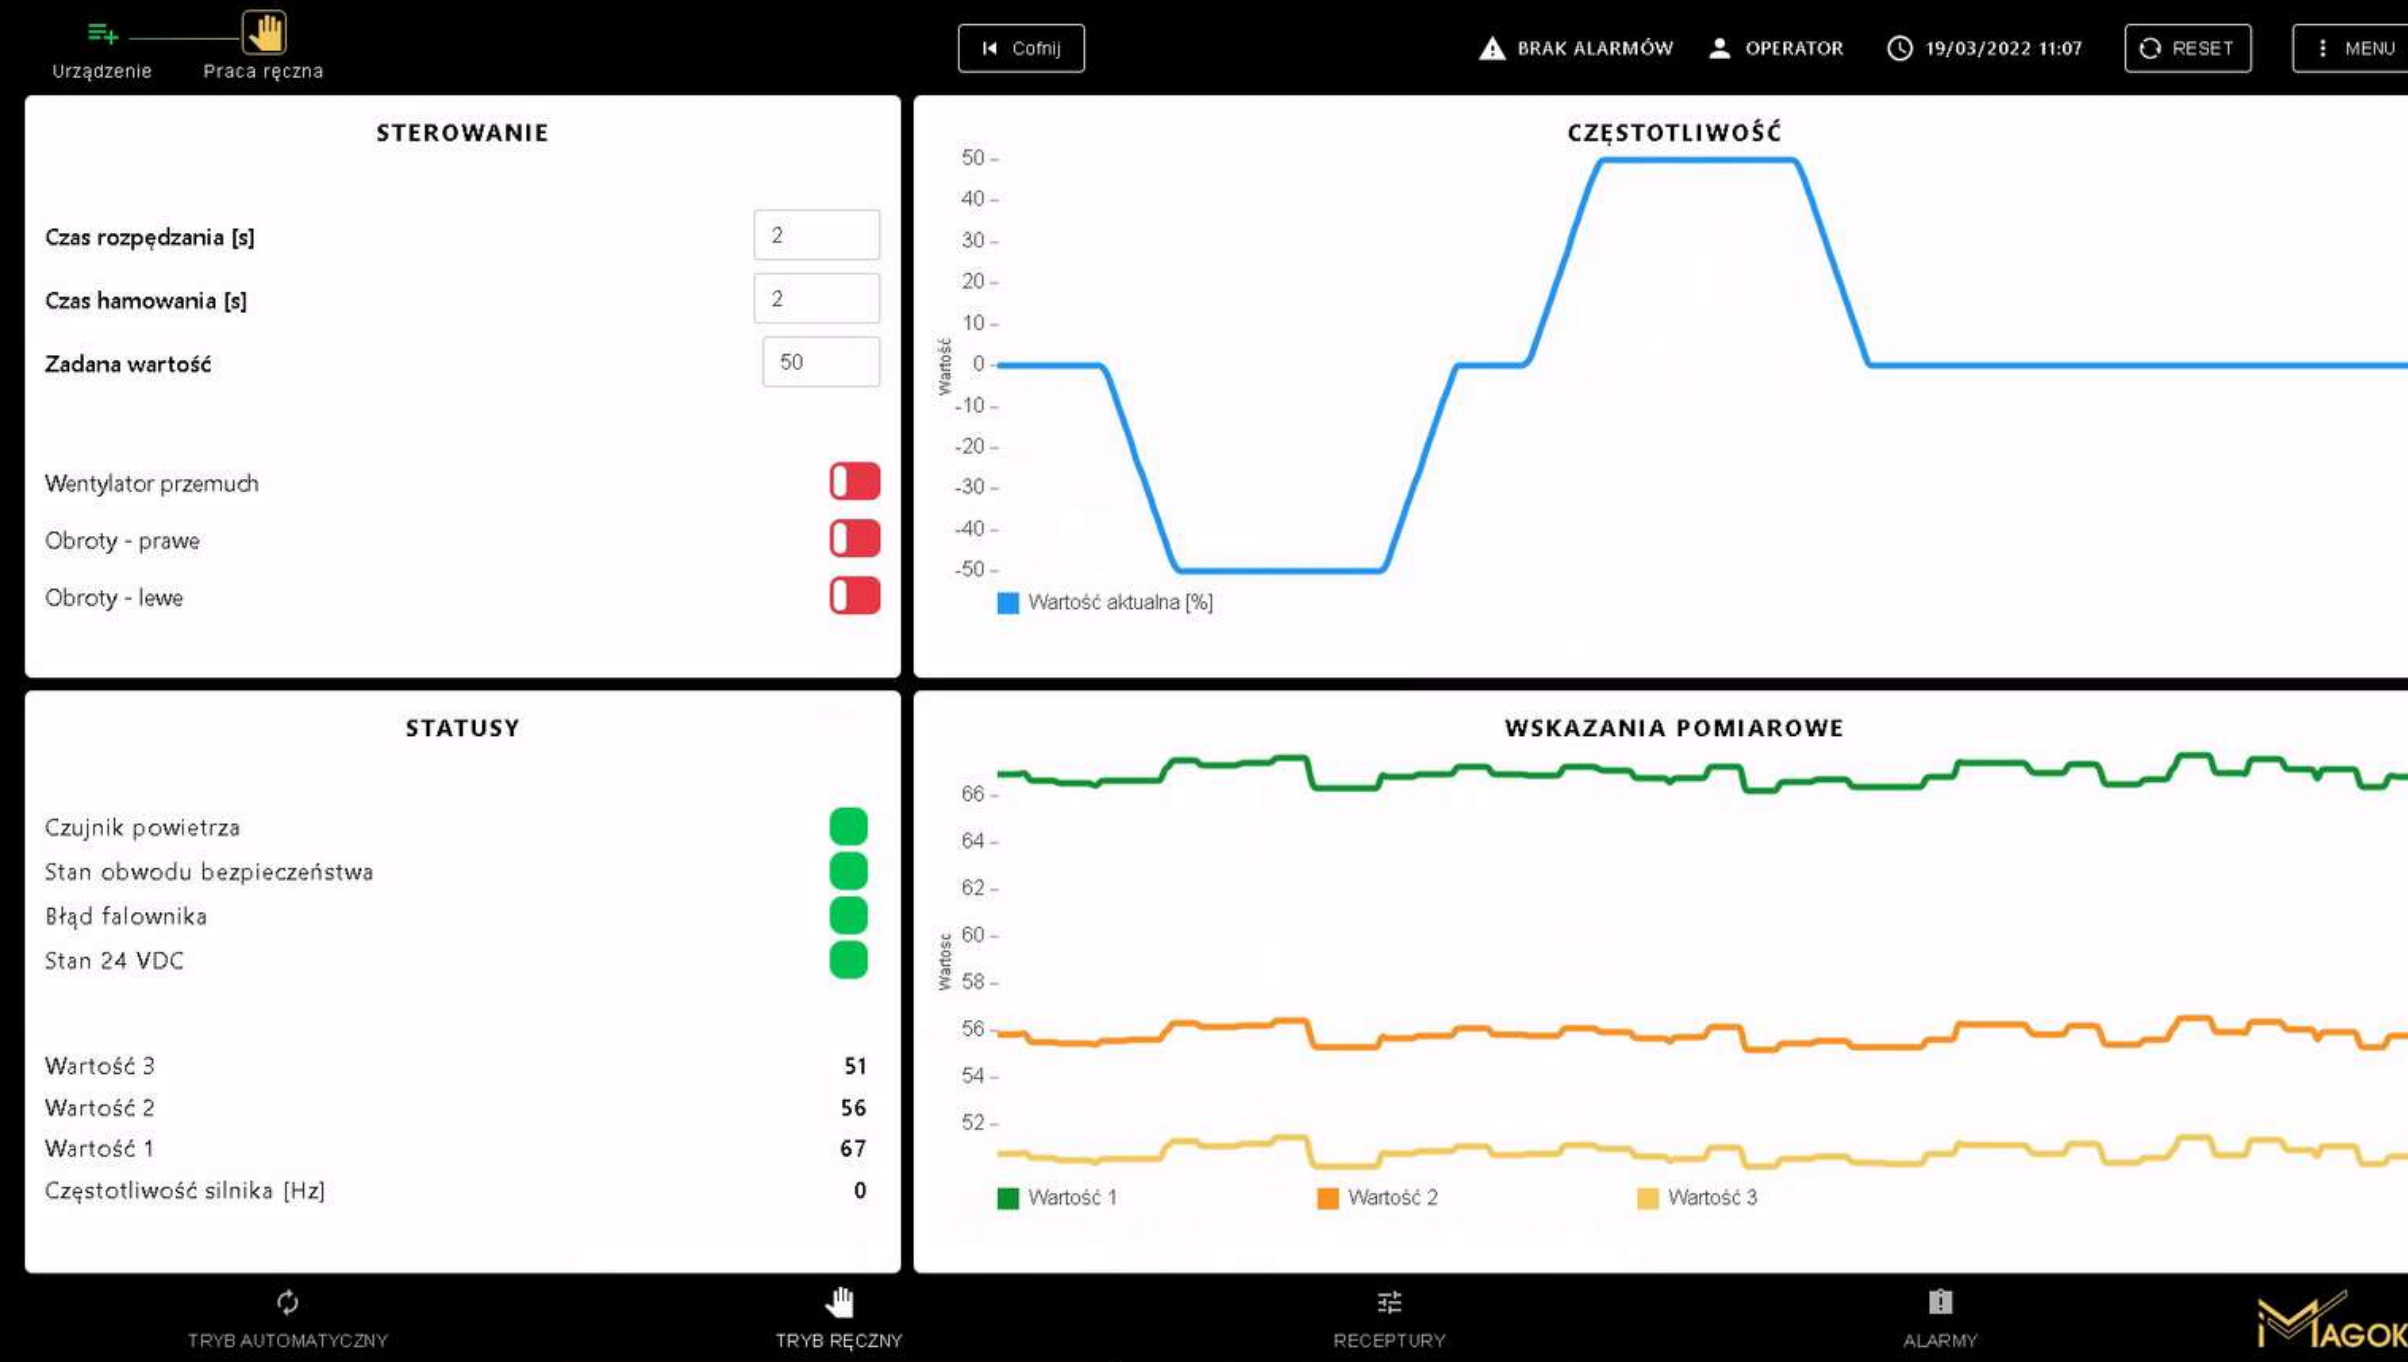 Urządzenie
Praca ręczna
Cofnij
BRAK ALARMÓW
OPERATOR
19/03/2022 11:07
RESET
MENU
STEROWANIE
Czas rozpędzania [s] 2
Czas hamowania [s] 2
Zadana wartość 50
Wentylator przemuch
Obroty - prawe
Obroty - lewe
CZĘSTOTLIWOŚĆ
50
40
30
20
10
0
-10
-20
-30
-40
-50
Wartość
Wartość aktualna [%]
STATUSY
Czujnik powietrza
Stan obwodu bezpieczeństwa
Błąd falownika
Stan 24 VDC
Wartość 3 51
Wartość 2 56
Wartość 1 67
Częstotliwość silnika [Hz] 0
WSKAZANIA POMIAROWE
66
64
62
60
58
56
54
52
Wartość
Wartość 1
Wartość 2
Wartość 3
TRYB AUTOMATYCZNY
TRYB RĘCZNY
RECEPTURY
ALARMY
iMAGOK